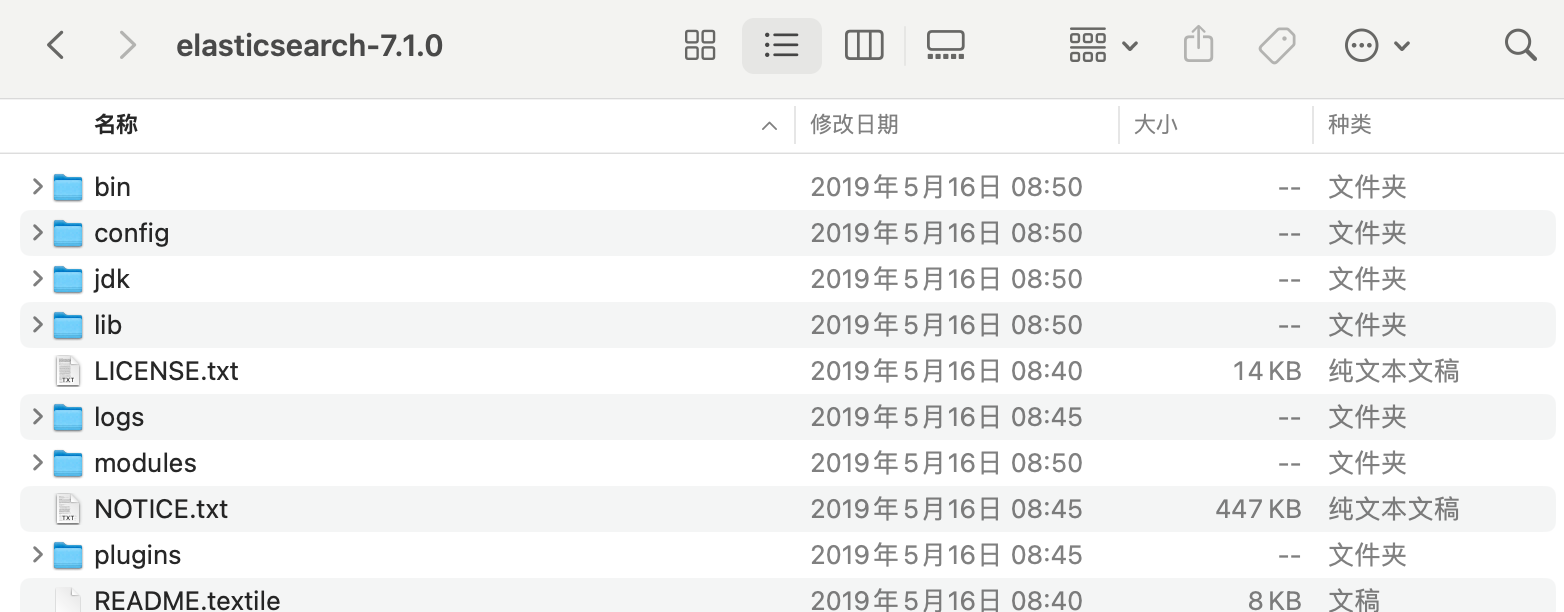 elasticsearch-7.1.0
名称 修改日期 大小 种类
bin 2019年5月16日 08:50 -- 文件夹
config 2019年5月16日 08:50 -- 文件夹
jdk 2019年5月16日 08:50 -- 文件夹
lib 2019年5月16日 08:50 -- 文件夹
LICENSE.txt 2019年5月16日 08:40 14 KB 纯文本文稿
logs 2019年5月16日 08:45 -- 文件夹
modules 2019年5月16日 08:50 -- 文件夹
NOTICE.txt 2019年5月16日 08:45 447 KB 纯文本文稿
plugins 2019年5月16日 08:45 -- 文件夹
README.textile 2019年5月16日 08:40 8 KB 文稿